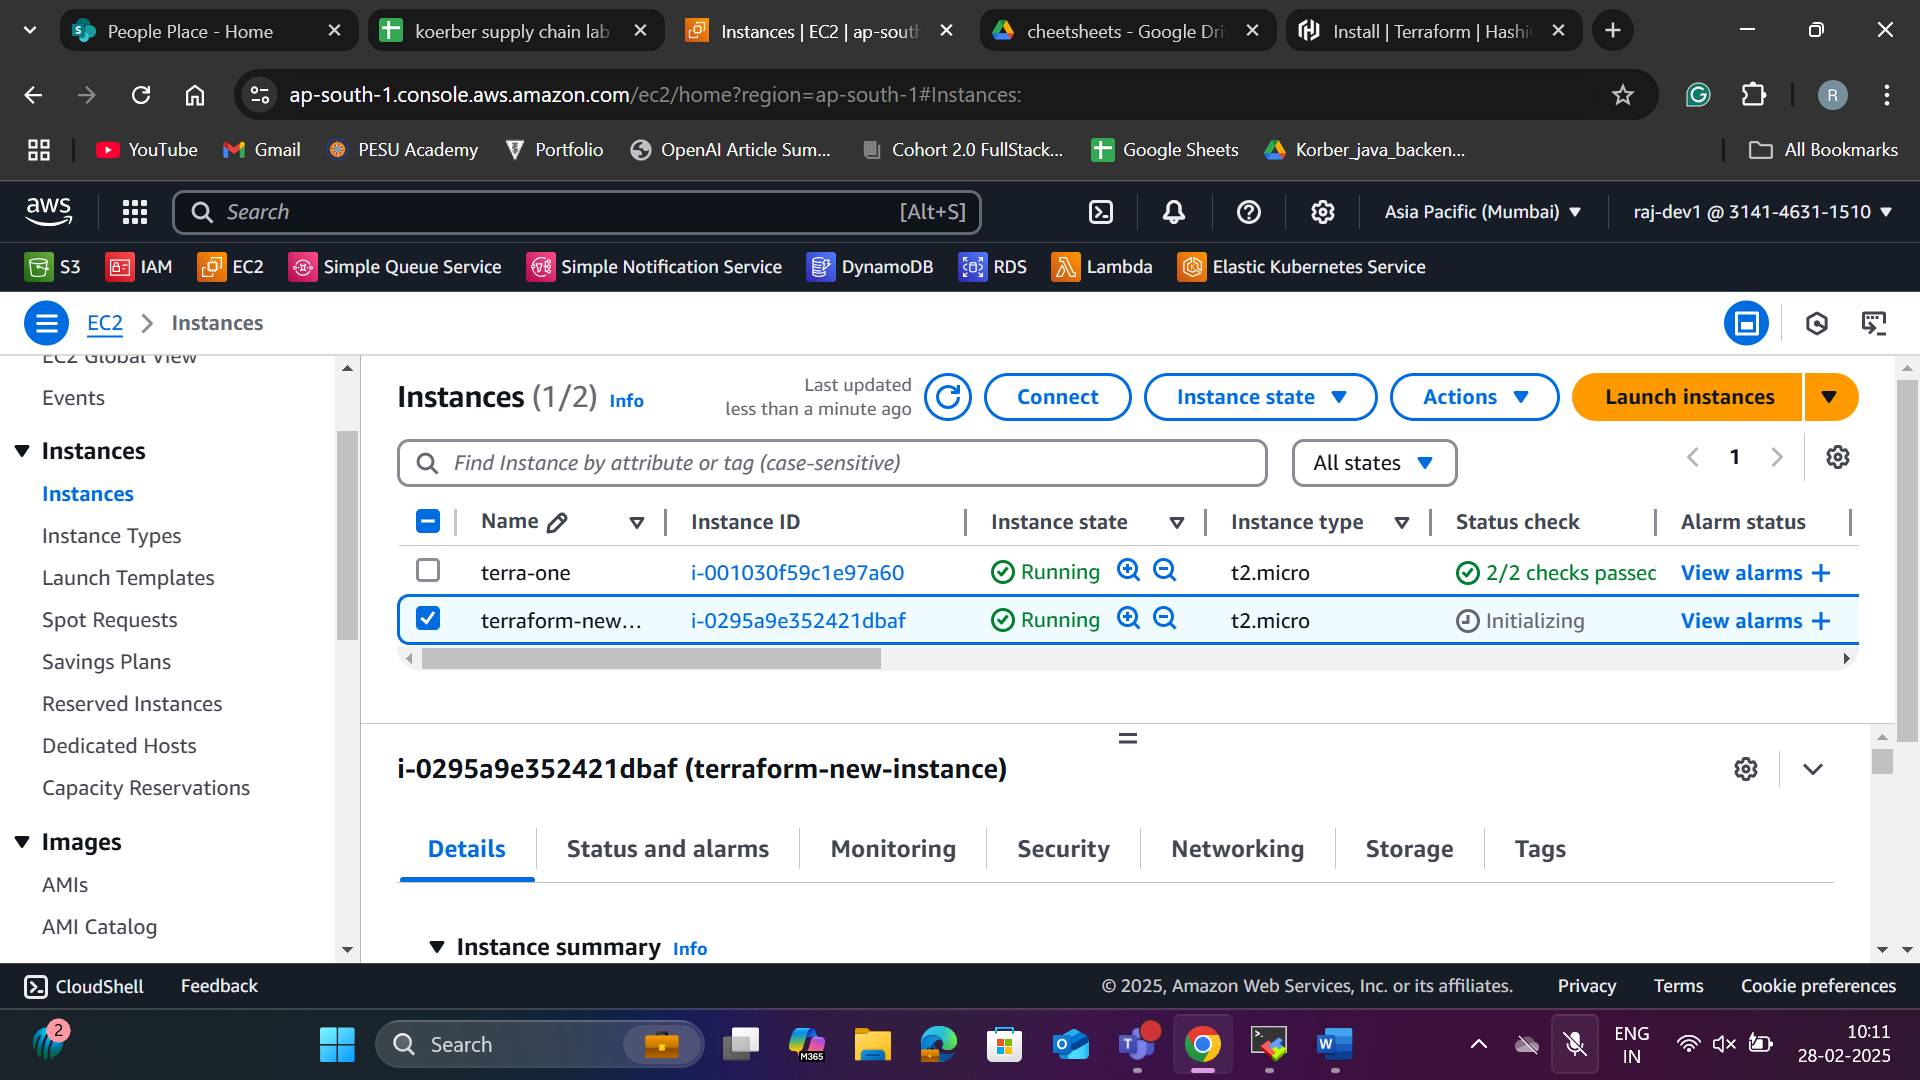 People Place - Home
koerber supply chain lab
Instances | EC2 | ap-south
cheetsheets - Google Dri
Install | Terraform | Hashi
ap-south-1.console.aws.amazon.com/ec2/home?region=ap-south-1#Instances:
R
YouTube
Gmail
PESU Academy
Portfolio
OpenAI Article Sum...
Cohort 2.0 FullStack...
Google Sheets
Korber_java_backen...
All Bookmarks
aws
Search
[Alt+S]
Asia Pacific (Mumbai)
raj-dev1 @ 3141-4631-1510
S3
IAM
EC2
Simple Queue Service
Simple Notification Service
DynamoDB
RDS
Lambda
Elastic Kubernetes Service
EC2
Instances
EC2 Global View
Events
Instances
Instances
Instance Types
Launch Templates
Spot Requests
Savings Plans
Reserved Instances
Dedicated Hosts
Capacity Reservations
Images
AMIs
AMI Catalog
Instances (1/2) Info
Last updated
less than a minute ago
Connect
Instance state
Actions
Launch instances
Find Instance by attribute or tag (case-sensitive)
All states
1
Name
Instance ID
Instance state
Instance type
Status check
Alarm status
terra-one
i-001030f59c1e97a60
Running
t2.micro
2/2 checks passed
View alarms
terraform-new...
i-0295a9e352421dbaf
Running
t2.micro
Initializing
View alarms
i-0295a9e352421dbaf (terraform-new-instance)
Details
Status and alarms
Monitoring
Security
Networking
Storage
Tags
Instance summary Info
CloudShell
Feedback
© 2025, Amazon Web Services, Inc. or its affiliates.
Privacy
Terms
Cookie preferences
2
Search
M365
ENG
IN
10:11
28-02-2025